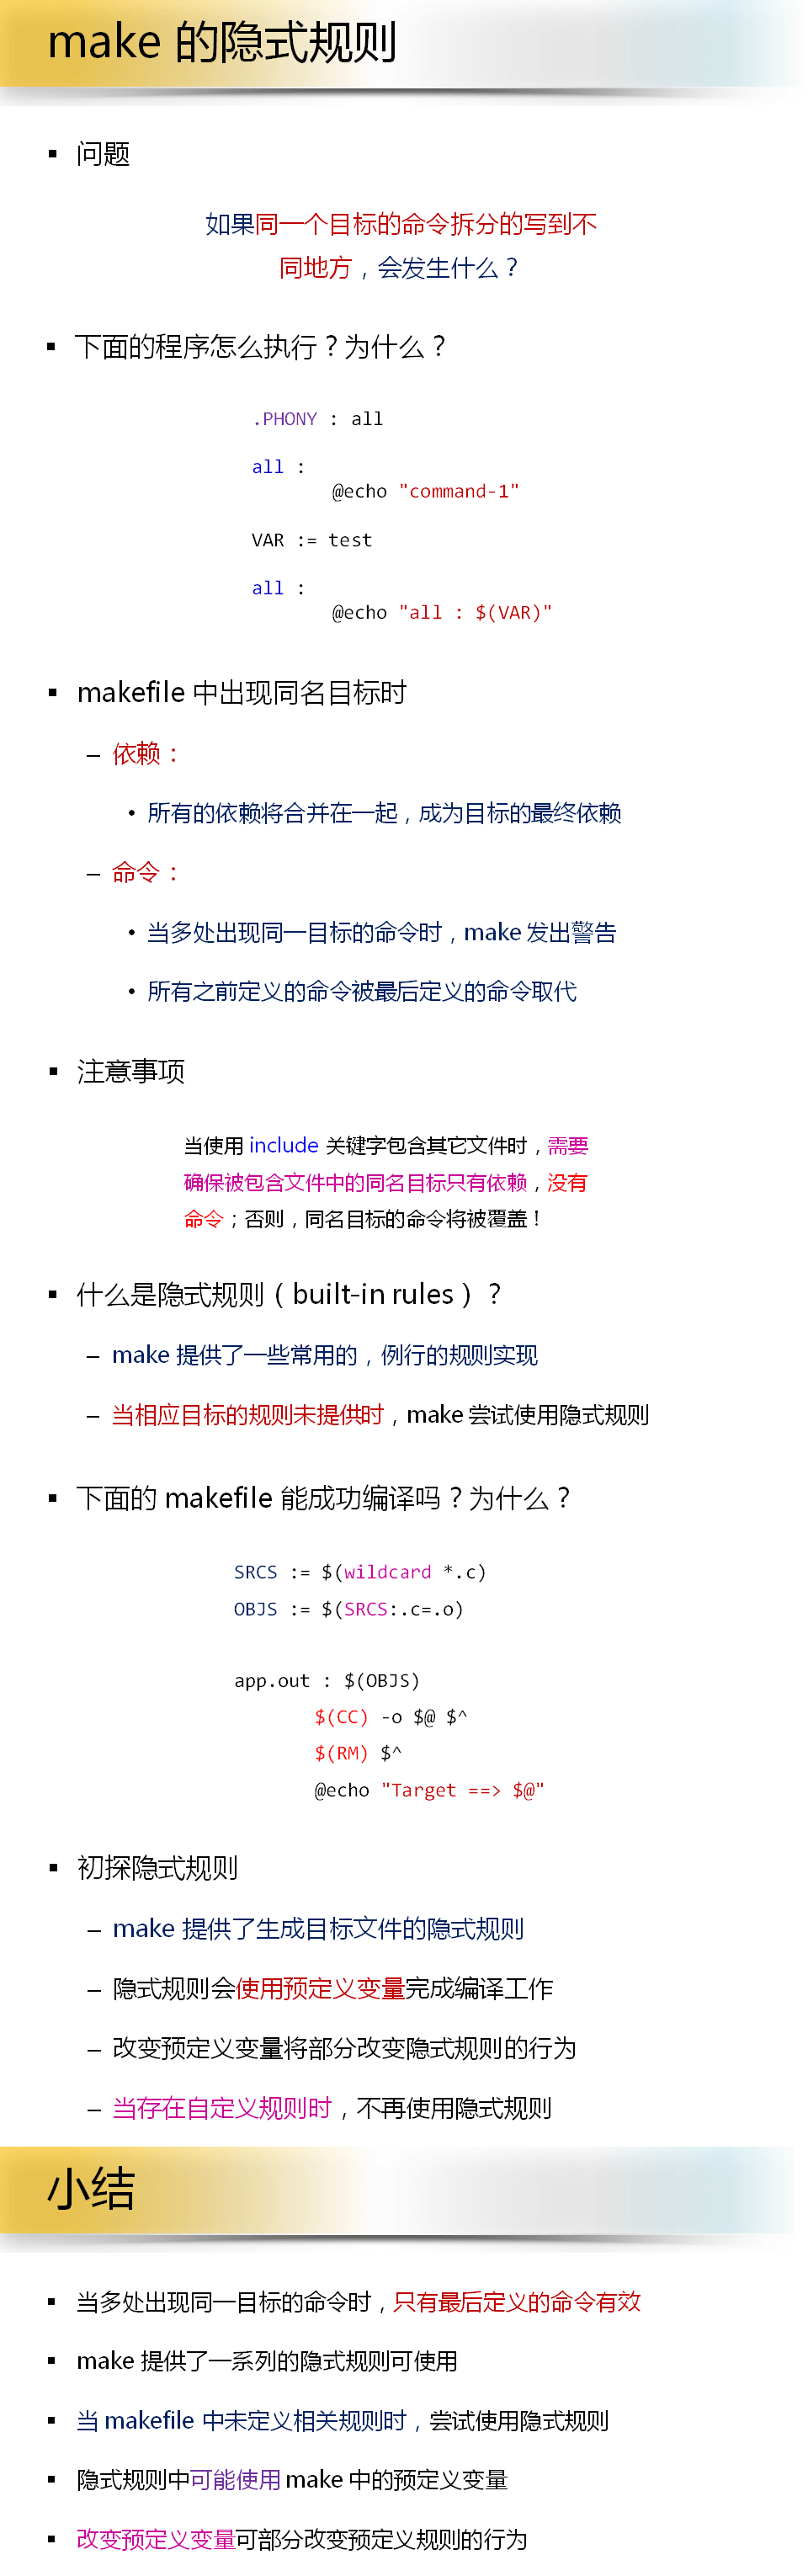 make 的隐式规则
▪ 问题
如果同一个目标的命令拆分的写到不
同地方，会发生什么？
▪ 下面的程序怎么执行？为什么？
.PHONY : all
all :
@echo "command-1"
VAR := test
all :
@echo "all : $(VAR)"
▪ makefile 中出现同名目标时
– 依赖：
• 所有的依赖将合并在一起，成为目标的最终依赖
– 命令：
• 当多处出现同一目标的命令时，make 发出警告
• 所有之前定义的命令被最后定义的命令取代
▪ 注意事项
当使用 include 关键字包含其它文件时，需要
确保被包含文件中的同名目标只有依赖，没有
命令；否则，同名目标的命令将被覆盖！
▪ 什么是隐式规则（built-in rules）？
– make 提供了一些常用的，例行的规则实现
– 当相应目标的规则未提供时，make 尝试使用隐式规则
▪ 下面的 makefile 能成功编译吗？为什么？
SRCS := $(wildcard *.c)
OBJS := $(SRCS:.c=.o)
app.out : $(OBJS)
$(CC) -o $@ $^
$(RM) $^
@echo "Target ==> $@"
▪ 初探隐式规则
– make 提供了生成目标文件的隐式规则
– 隐式规则会使用预定义变量完成编译工作
– 改变预定义变量将部分改变隐式规则的行为
– 当存在自定义规则时，不再使用隐式规则
小结
▪ 当多处出现同一目标的命令时，只有最后定义的命令有效
▪ make 提供了一系列的隐式规则可使用
▪ 当 makefile 中未定义相关规则时，尝试使用隐式规则
▪ 隐式规则中可能使用 make 中的预定义变量
▪ 改变预定义变量可部分改变预定义规则的行为